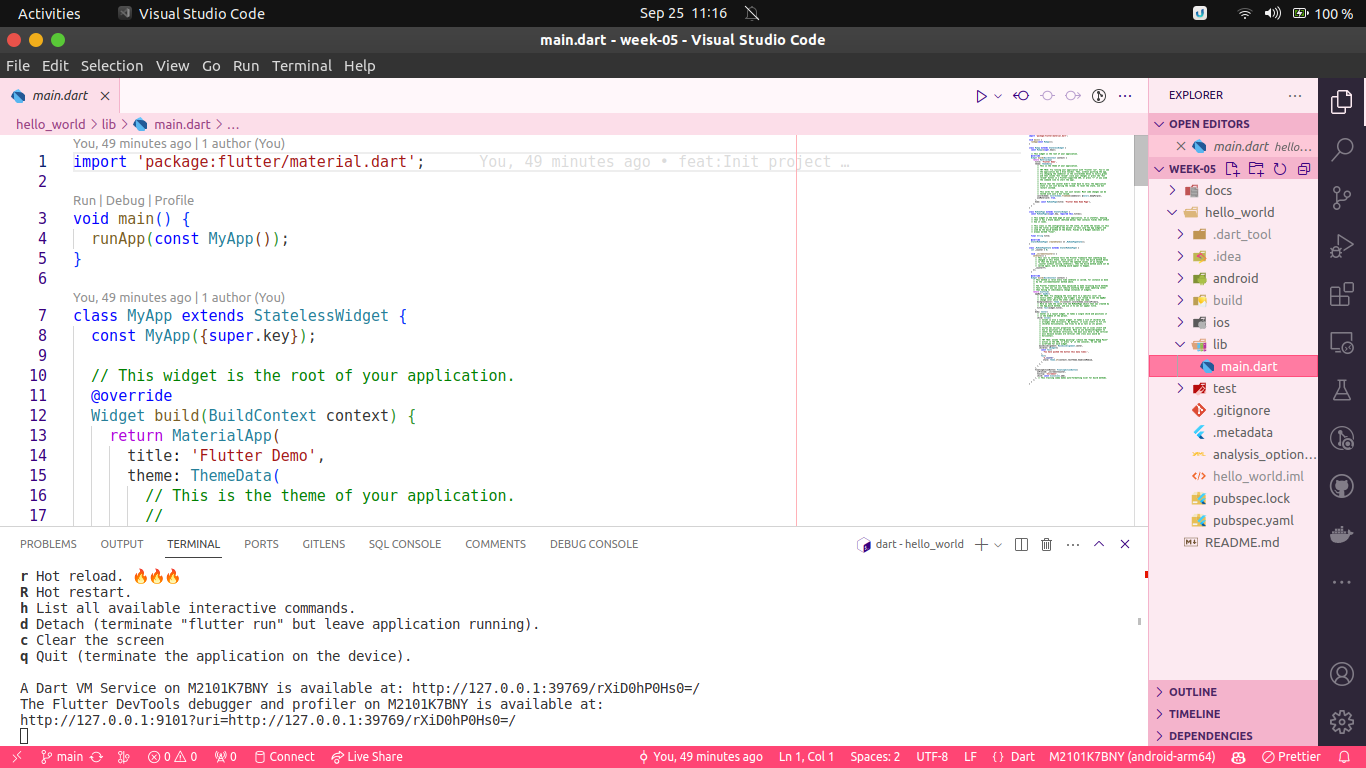 Activities Visual Studio Code Sep 25 11:16 100 %
main.dart - week-05 - Visual Studio Code
File Edit Selection View Go Run Terminal Help
main.dart
hello_world > lib > main.dart > ...
You, 49 minutes ago | 1 author (You)
1 import 'package:flutter/material.dart'; You, 49 minutes ago • feat:Init project …
2
Run | Debug | Profile
3 void main() {
4 runApp(const MyApp());
5 }
6
You, 49 minutes ago | 1 author (You)
7 class MyApp extends StatelessWidget {
8 const MyApp({super.key});
9
10 // This widget is the root of your application.
11 @override
12 Widget build(BuildContext context) {
13 return MaterialApp(
14 title: 'Flutter Demo',
15 theme: ThemeData(
16 // This is the theme of your application.
17 //
PROBLEMS OUTPUT TERMINAL PORTS GITLENS SQL CONSOLE COMMENTS DEBUG CONSOLE dart - hello_world
r Hot reload. 🔥🔥🔥
R Hot restart.
h List all available interactive commands.
d Detach (terminate "flutter run" but leave application running).
c Clear the screen
q Quit (terminate the application on the device).
A Dart VM Service on M2101K7BNY is available at: http://127.0.0.1:39769/rXiD0hP0Hs0=/
The Flutter DevTools debugger and profiler on M2101K7BNY is available at:
http://127.0.0.1:9101?uri=http://127.0.0.1:39769/rXiD0hP0Hs0=/
EXPLORER
OPEN EDITORS
main.dart hello...
WEEK-05
docs
hello_world
.dart_tool
.idea
android
build
ios
lib
main.dart
test
.gitignore
.metadata
analysis_option...
hello_world.iml
pubspec.lock
pubspec.yaml
README.md
OUTLINE
TIMELINE
DEPENDENCIES
main 0 0 0 Connect Live Share You, 49 minutes ago Ln 1, Col 1 Spaces: 2 UTF-8 LF { } Dart M2101K7BNY (android-arm64) Prettier